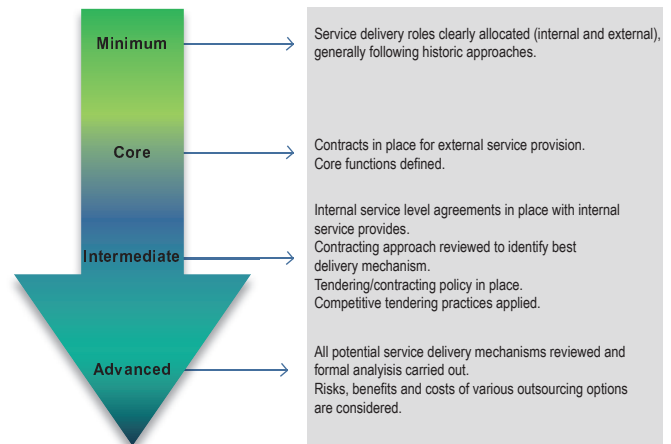 Minimum
Service delivery roles clearly allocated (internal and external),
generally following historic approaches.
Core
Contracts in place for external service provision.
Core functions defined.
Intermediate
Internal service level agreements in place with internal
service provides.
Contracting approach reviewed to identify best
delivery mechanism.
Tendering/contracting policy in place.
Competitive tendering practices applied.
Advanced
All potential service delivery mechanisms reviewed and
formal analyisis carried out.
Risks, benefits and costs of various outsourcing options
are considered.